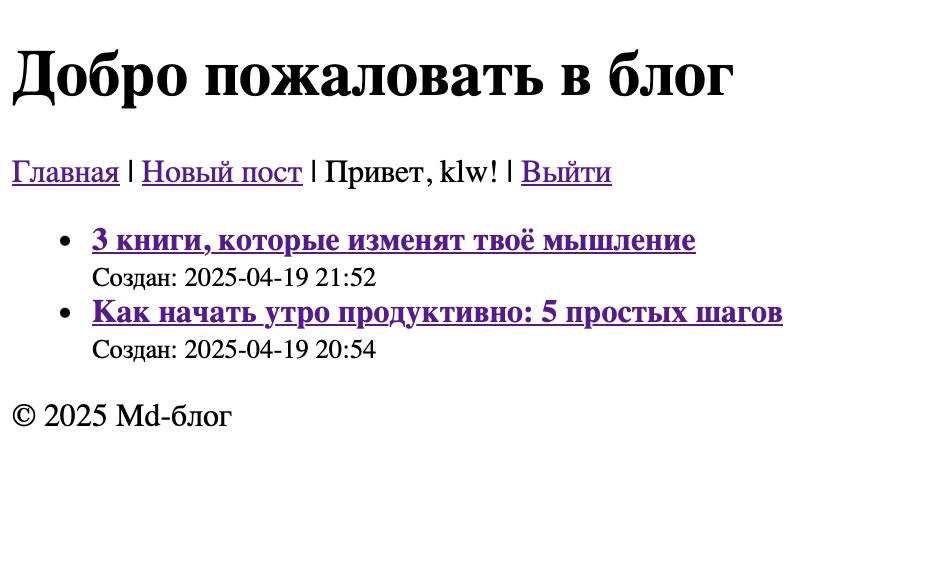 Добро пожаловать в блог
Главная | Новый пост | Привет, klw! | Выйти
3 книги, которые изменят твоё мышление
Создан: 2025-04-19 21:52
Как начать утро продуктивно: 5 простых шагов
Создан: 2025-04-19 20:54
© 2025 Md-блог